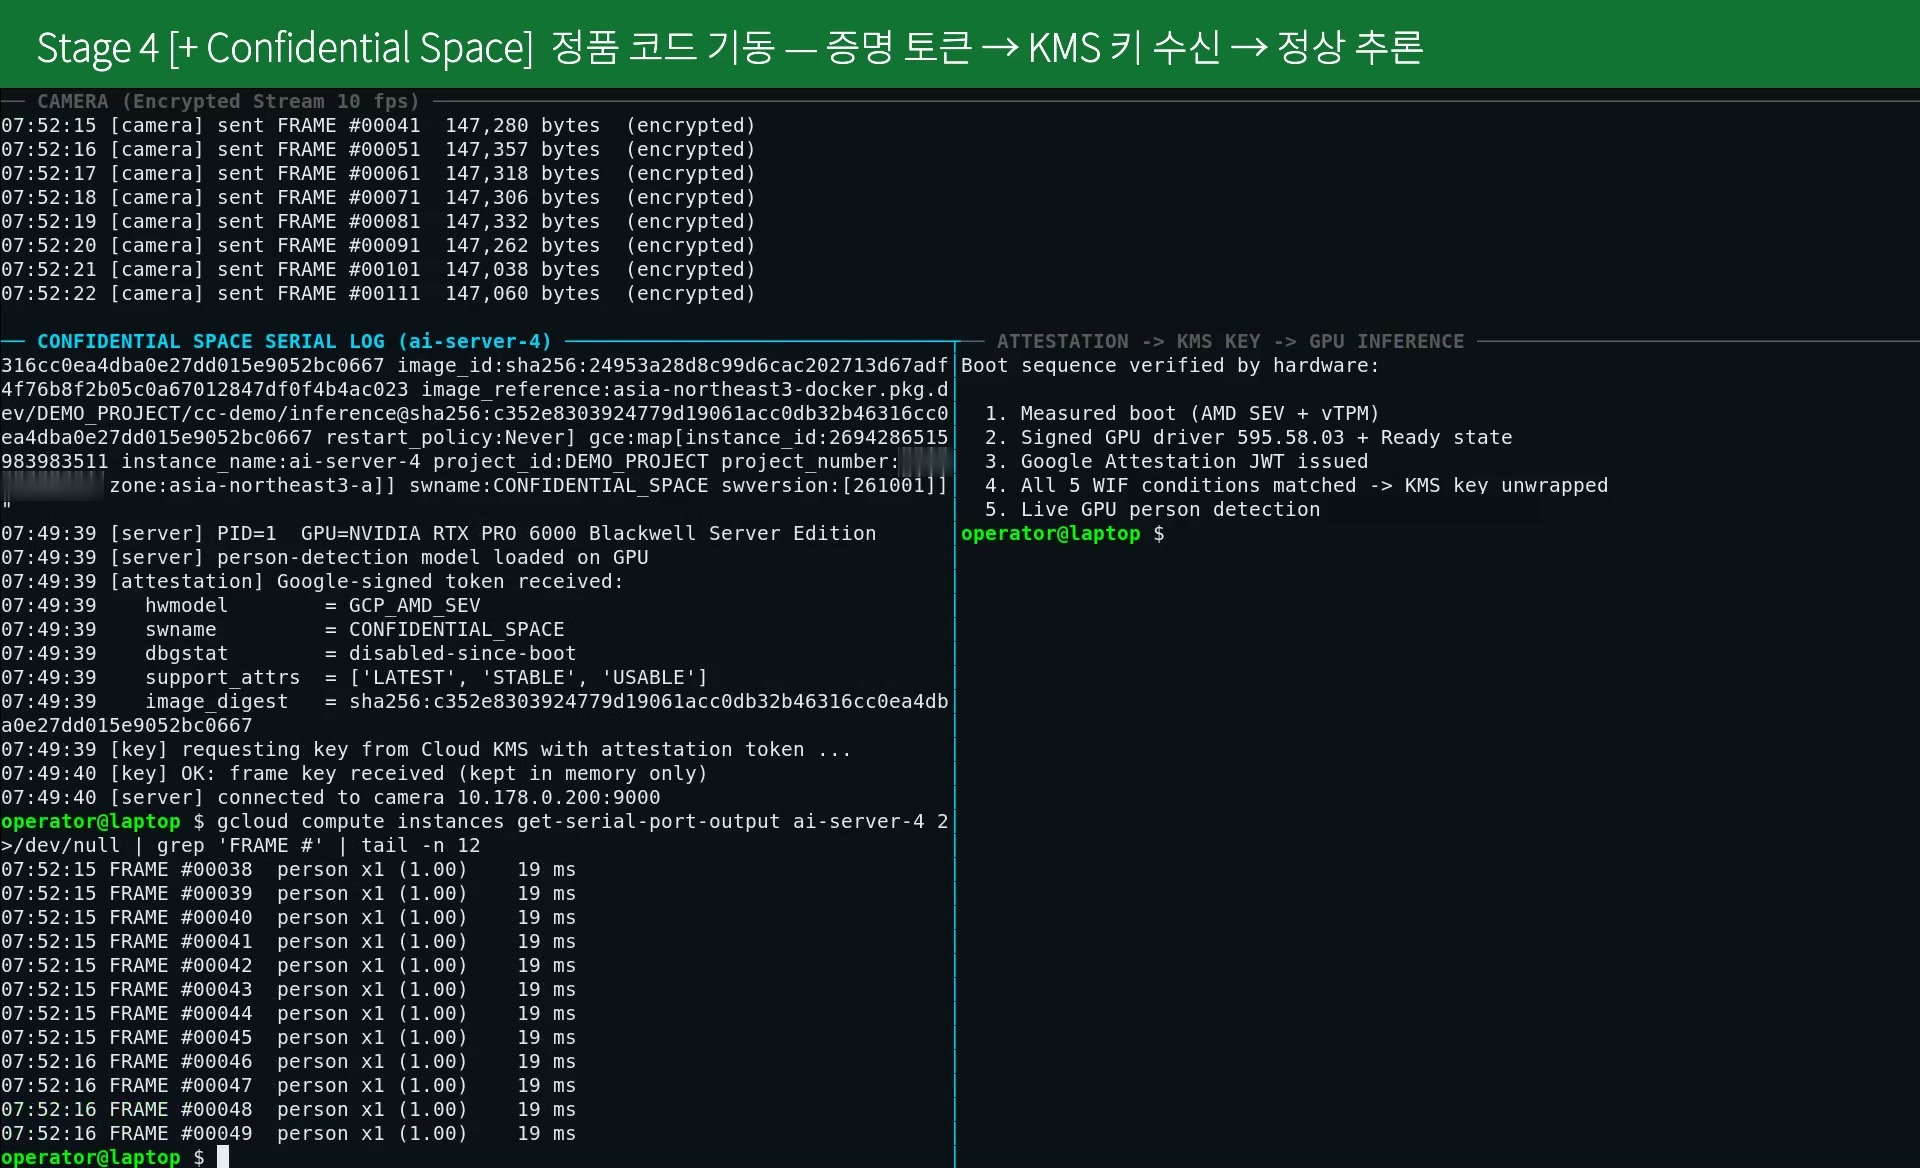 Stage 4 [+ Confidential Space] 정품 코드 기동 — 증명 토큰 → KMS 키 수신 → 정상 추론
CAMERA (Encrypted Stream 10 fps)
07:52:15 [camera] sent FRAME #00041  147,280 bytes  (encrypted)
07:52:16 [camera] sent FRAME #00051  147,357 bytes  (encrypted)
07:52:17 [camera] sent FRAME #00061  147,318 bytes  (encrypted)
07:52:18 [camera] sent FRAME #00071  147,306 bytes  (encrypted)
07:52:19 [camera] sent FRAME #00081  147,332 bytes  (encrypted)
07:52:20 [camera] sent FRAME #00091  147,262 bytes  (encrypted)
07:52:21 [camera] sent FRAME #00101  147,038 bytes  (encrypted)
07:52:22 [camera] sent FRAME #00111  147,060 bytes  (encrypted)
CONFIDENTIAL SPACE SERIAL LOG (ai-server-4)
316cc0ea4dba0e27dd015e9052bc0667 image_id:sha256:24953a28d8c99d6cac202713d67adf
4f76b8f2b05c0a67012847df0f4b4ac023 image_reference:asia-northeast3-docker.pkg.d
ev/DEMO_PROJECT/cc-demo/inference@sha256:c352e8303924779d19061acc0db32b46316cc0
ea4dba0e27dd015e9052bc0667 restart_policy:Never] gce:map[instance_id:2694286515
983983511 instance_name:ai-server-4 project_id:DEMO_PROJECT project_number:
zone:asia-northeast3-a]] swname:CONFIDENTIAL_SPACE swversion:[261001]]
"
07:49:39 [server] PID=1  GPU=NVIDIA RTX PRO 6000 Blackwell Server Edition
07:49:39 [server] person-detection model loaded on GPU
07:49:39 [attestation] Google-signed token received:
07:49:39    hwmodel        = GCP_AMD_SEV
07:49:39    swname         = CONFIDENTIAL_SPACE
07:49:39    dbgstat        = disabled-since-boot
07:49:39    support_attrs  = ['LATEST', 'STABLE', 'USABLE']
07:49:39    image_digest   = sha256:c352e8303924779d19061acc0db32b46316cc0ea4db
a0e27dd015e9052bc0667
07:49:39 [key] requesting key from Cloud KMS with attestation token ...
07:49:40 [key] OK: frame key received (kept in memory only)
07:49:40 [server] connected to camera 10.178.0.200:9000
operator@laptop $ gcloud compute instances get-serial-port-output ai-server-4 2
>/dev/null | grep 'FRAME #' | tail -n 12
07:52:15 FRAME #00038  person x1 (1.00)    19 ms
07:52:15 FRAME #00039  person x1 (1.00)    19 ms
07:52:15 FRAME #00040  person x1 (1.00)    19 ms
07:52:15 FRAME #00041  person x1 (1.00)    19 ms
07:52:15 FRAME #00042  person x1 (1.00)    19 ms
07:52:15 FRAME #00043  person x1 (1.00)    19 ms
07:52:15 FRAME #00044  person x1 (1.00)    19 ms
07:52:15 FRAME #00045  person x1 (1.00)    19 ms
07:52:16 FRAME #00046  person x1 (1.00)    19 ms
07:52:16 FRAME #00047  person x1 (1.00)    19 ms
07:52:16 FRAME #00048  person x1 (1.00)    19 ms
07:52:16 FRAME #00049  person x1 (1.00)    19 ms
operator@laptop $
ATTESTATION -> KMS KEY -> GPU INFERENCE
Boot sequence verified by hardware:
1. Measured boot (AMD SEV + vTPM)
2. Signed GPU driver 595.58.03 + Ready state
3. Google Attestation JWT issued
4. All 5 WIF conditions matched -> KMS key unwrapped
5. Live GPU person detection
operator@laptop $